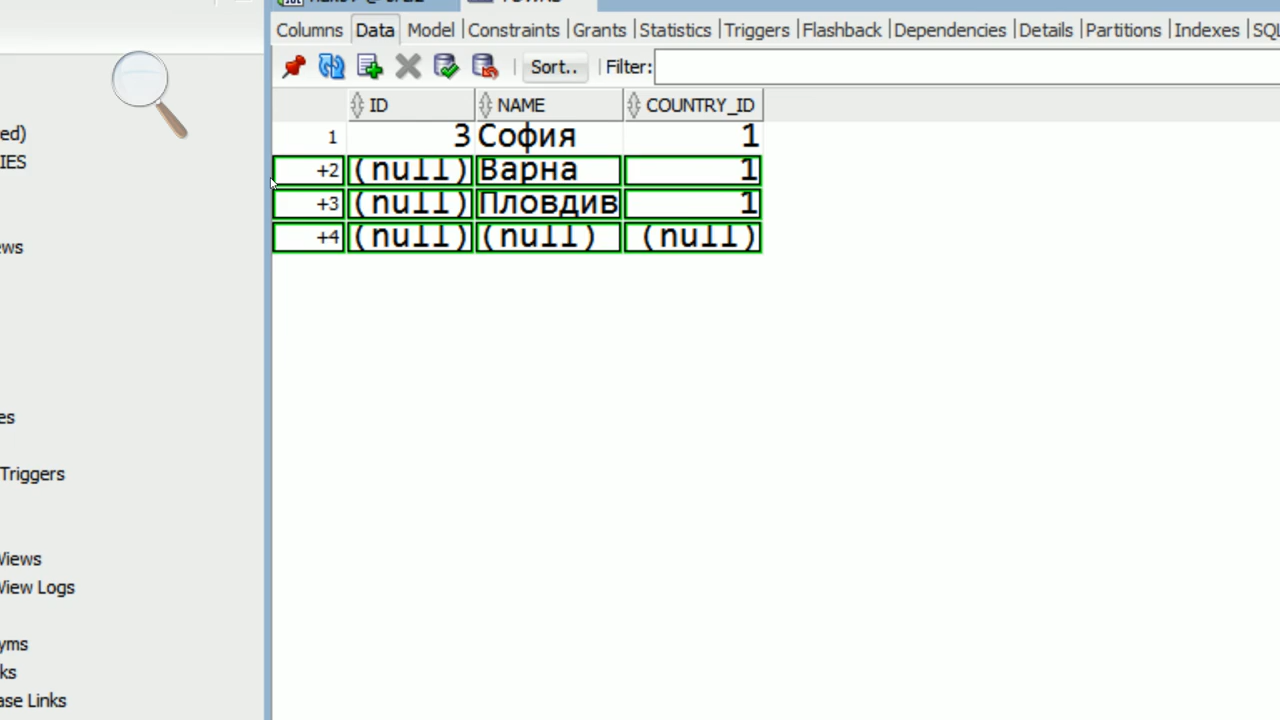 Columns Data Model Constraints Grants Statistics Triggers Flashback Dependencies Details Partitions Indexes SQL
Sort.. Filter:
ID NAME COUNTRY_ID
1 3 София 1
+2 (null) Варна 1
+3 (null) Пловдив 1
+4 (null) (null) (null)
ed)
IES
ews
es
Triggers
Views
View Logs
yms
ks
ase Links